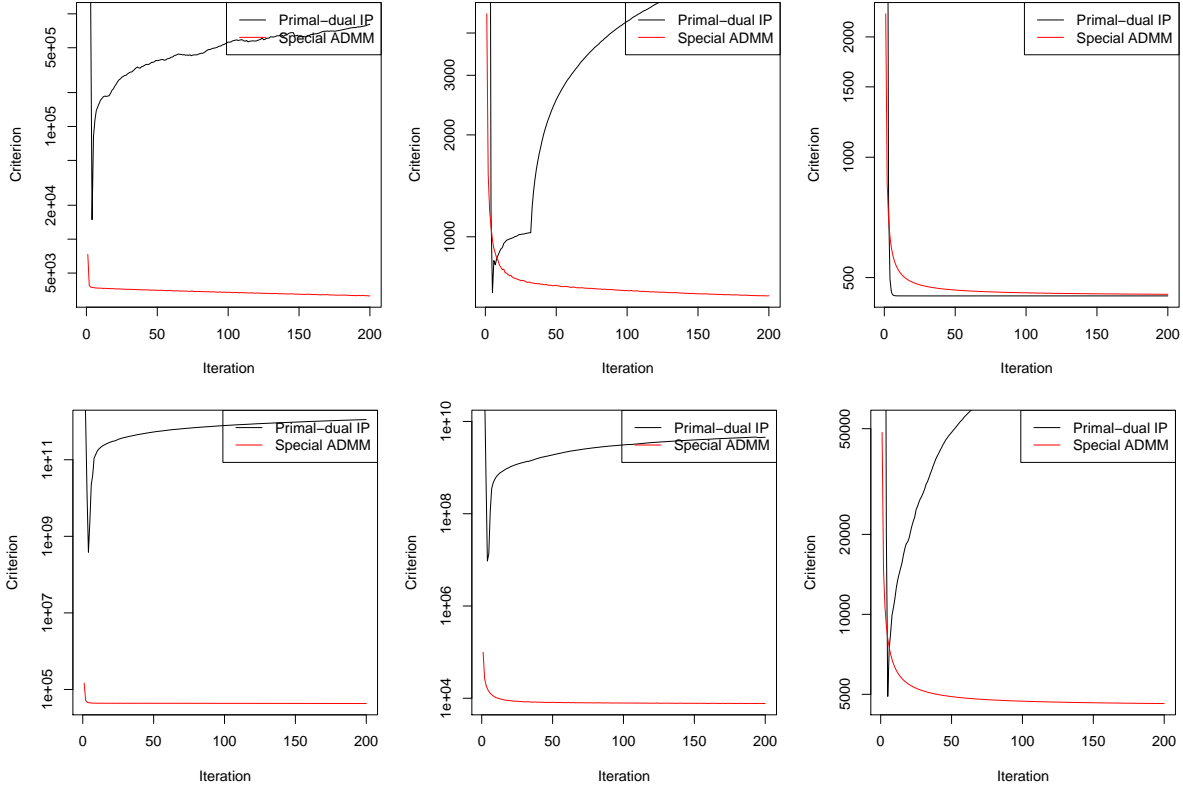 Primal−dual IP
Special ADMM
5e+03
2e+04
1e+05
5e+05
Criterion
0
50
100
150
200
Iteration
Primal−dual IP
Special ADMM
1000
2000
3000
Criterion
0
50
100
150
200
Iteration
Primal−dual IP
Special ADMM
500
1000
1500
2000
Criterion
0
50
100
150
200
Iteration
Primal−dual IP
Special ADMM
1e+05
1e+07
1e+09
1e+11
Criterion
0
50
100
150
200
Iteration
Primal−dual IP
Special ADMM
1e+04
1e+06
1e+08
1e+10
Criterion
0
50
100
150
200
Iteration
Primal−dual IP
Special ADMM
5000
10000
20000
50000
Criterion
0
50
100
150
200
Iteration